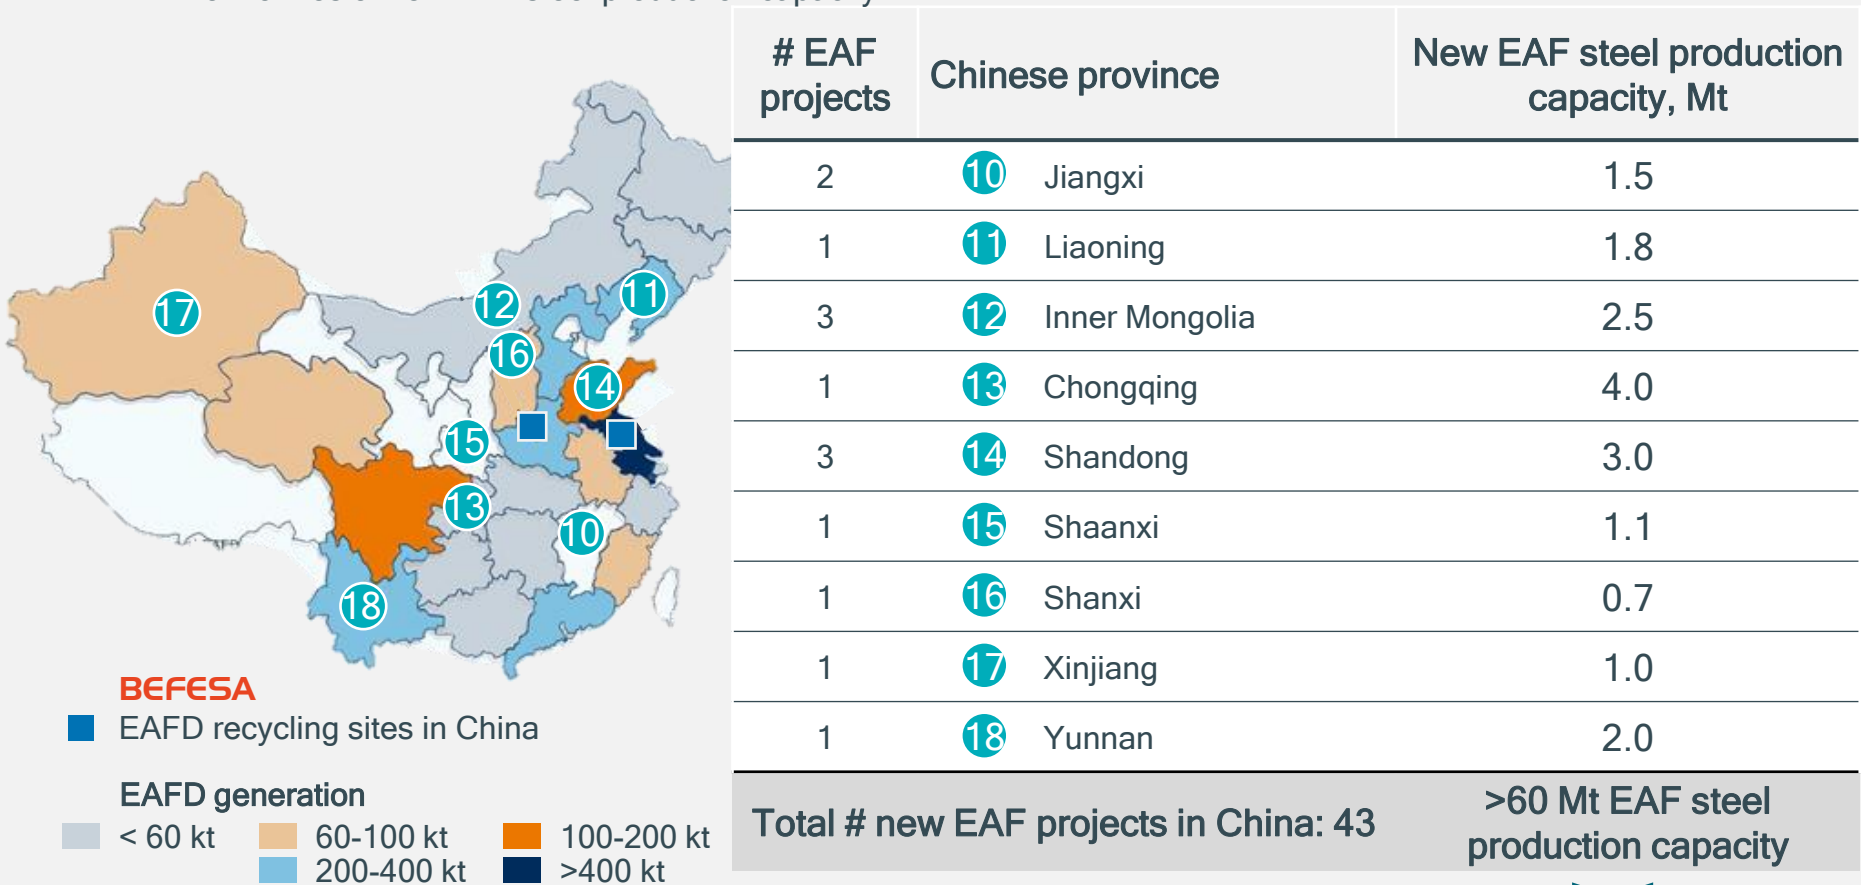 # EAF projects
Chinese province
New EAF steel production capacity, Mt
2 10 Jiangxi 1.5
1 11 Liaoning 1.8
3 12 Inner Mongolia 2.5
1 13 Chongqing 4.0
3 14 Shandong 3.0
1 15 Shaanxi 1.1
1 16 Shanxi 0.7
1 17 Xinjiang 1.0
1 18 Yunnan 2.0
Total # new EAF projects in China: 43
>60 Mt EAF steel
production capacity
17
12
11
16
14
15
13
10
18
BEFESA
EAFD recycling sites in China
EAFD generation
< 60 kt
60-100 kt
100-200 kt
200-400 kt
>400 kt